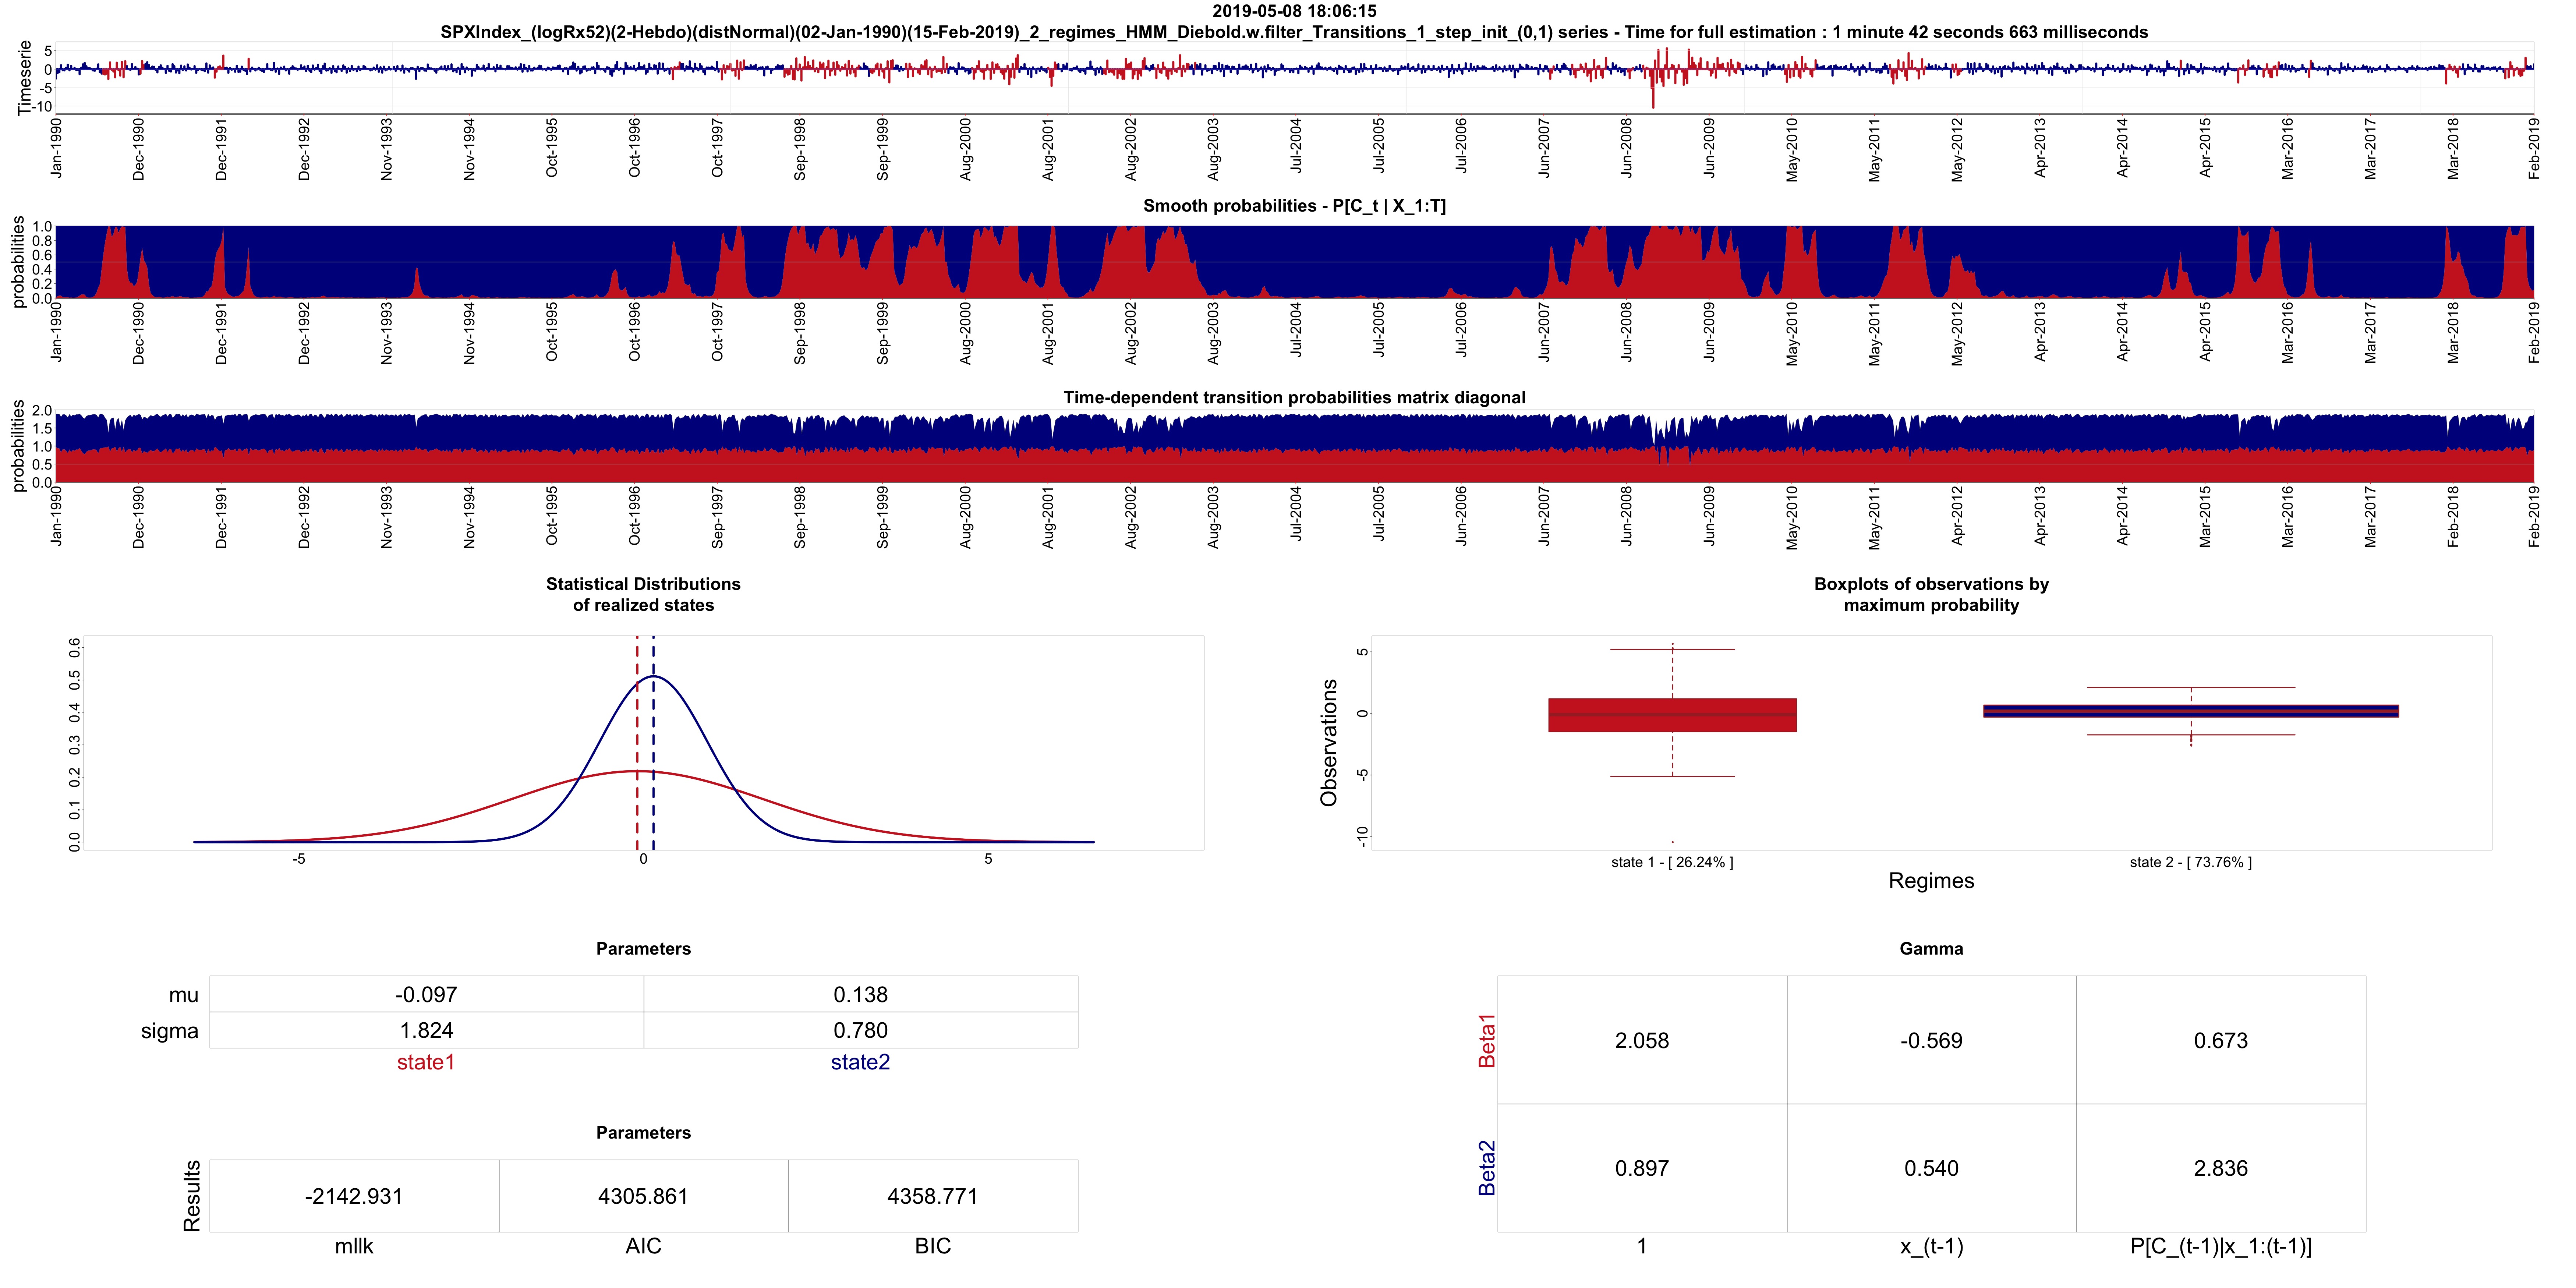 2019-05-08 18:06:15
SPXIndex_(logRx52)(2-Hebdo)(distNormal)(02-Jan-1990)(15-Feb-2019)_2_regimes_HMM_Diebold.w.filter_Transitions_1_step_init_(0,1) series - Time for full estimation : 1 minute 42 seconds 663 milliseconds
Timeserie
5
0
-5
-10
Jan-1990 Dec-1990 Dec-1991 Dec-1992 Nov-1993 Nov-1994 Oct-1995 Oct-1996 Oct-1997 Sep-1998 Sep-1999 Aug-2000 Aug-2001 Aug-2002 Aug-2003 Jul-2004 Jul-2005 Jul-2006 Jun-2007 Jun-2008 Jun-2009 May-2010 May-2011 May-2012 Apr-2013 Apr-2014 Apr-2015 Mar-2016 Mar-2017 Mar-2018 Feb-2019
Smooth probabilities - P[C_t | X_1:T]
probabilities
1.0
0.8
0.6
0.4
0.2
0.0
Jan-1990 Dec-1990 Dec-1991 Dec-1992 Nov-1993 Nov-1994 Oct-1995 Oct-1996 Oct-1997 Sep-1998 Sep-1999 Aug-2000 Aug-2001 Aug-2002 Aug-2003 Jul-2004 Jul-2005 Jul-2006 Jun-2007 Jun-2008 Jun-2009 May-2010 May-2011 May-2012 Apr-2013 Apr-2014 Apr-2015 Mar-2016 Mar-2017 Mar-2018 Feb-2019
Time-dependent transition probabilities matrix diagonal
probabilities
2.0
1.5
1.0
0.5
0.0
Jan-1990 Dec-1990 Dec-1991 Dec-1992 Nov-1993 Nov-1994 Oct-1995 Oct-1996 Sep-1997 Sep-1998 Sep-1999 Aug-2000 Aug-2001 Aug-2002 Aug-2003 Jul-2004 Jul-2005 Jun-2006 Jun-2007 Jun-2008 Jun-2009 May-2010 May-2011 Apr-2012 Apr-2013 Apr-2014 Mar-2015 Mar-2016 Mar-2017 Feb-2018 Feb-2019
Statistical Distributions
of realized states
0.6
0.5
0.4
0.3
0.2
0.1
0.0
-5 0 5
Boxplots of observations by
maximum probability
Observations
5
0
-5
-10
state 1 - [ 26.24% ] state 2 - [ 73.76% ]
Regimes
Parameters
mu -0.097 0.138
sigma 1.824 0.780
state1 state2
Parameters
Results -2142.931 4305.861 4358.771
mllk AIC BIC
Gamma
Beta1 2.058 -0.569 0.673
Beta2 0.897 0.540 2.836
1 x_(t-1) P[C_(t-1)|x_1:(t-1)]